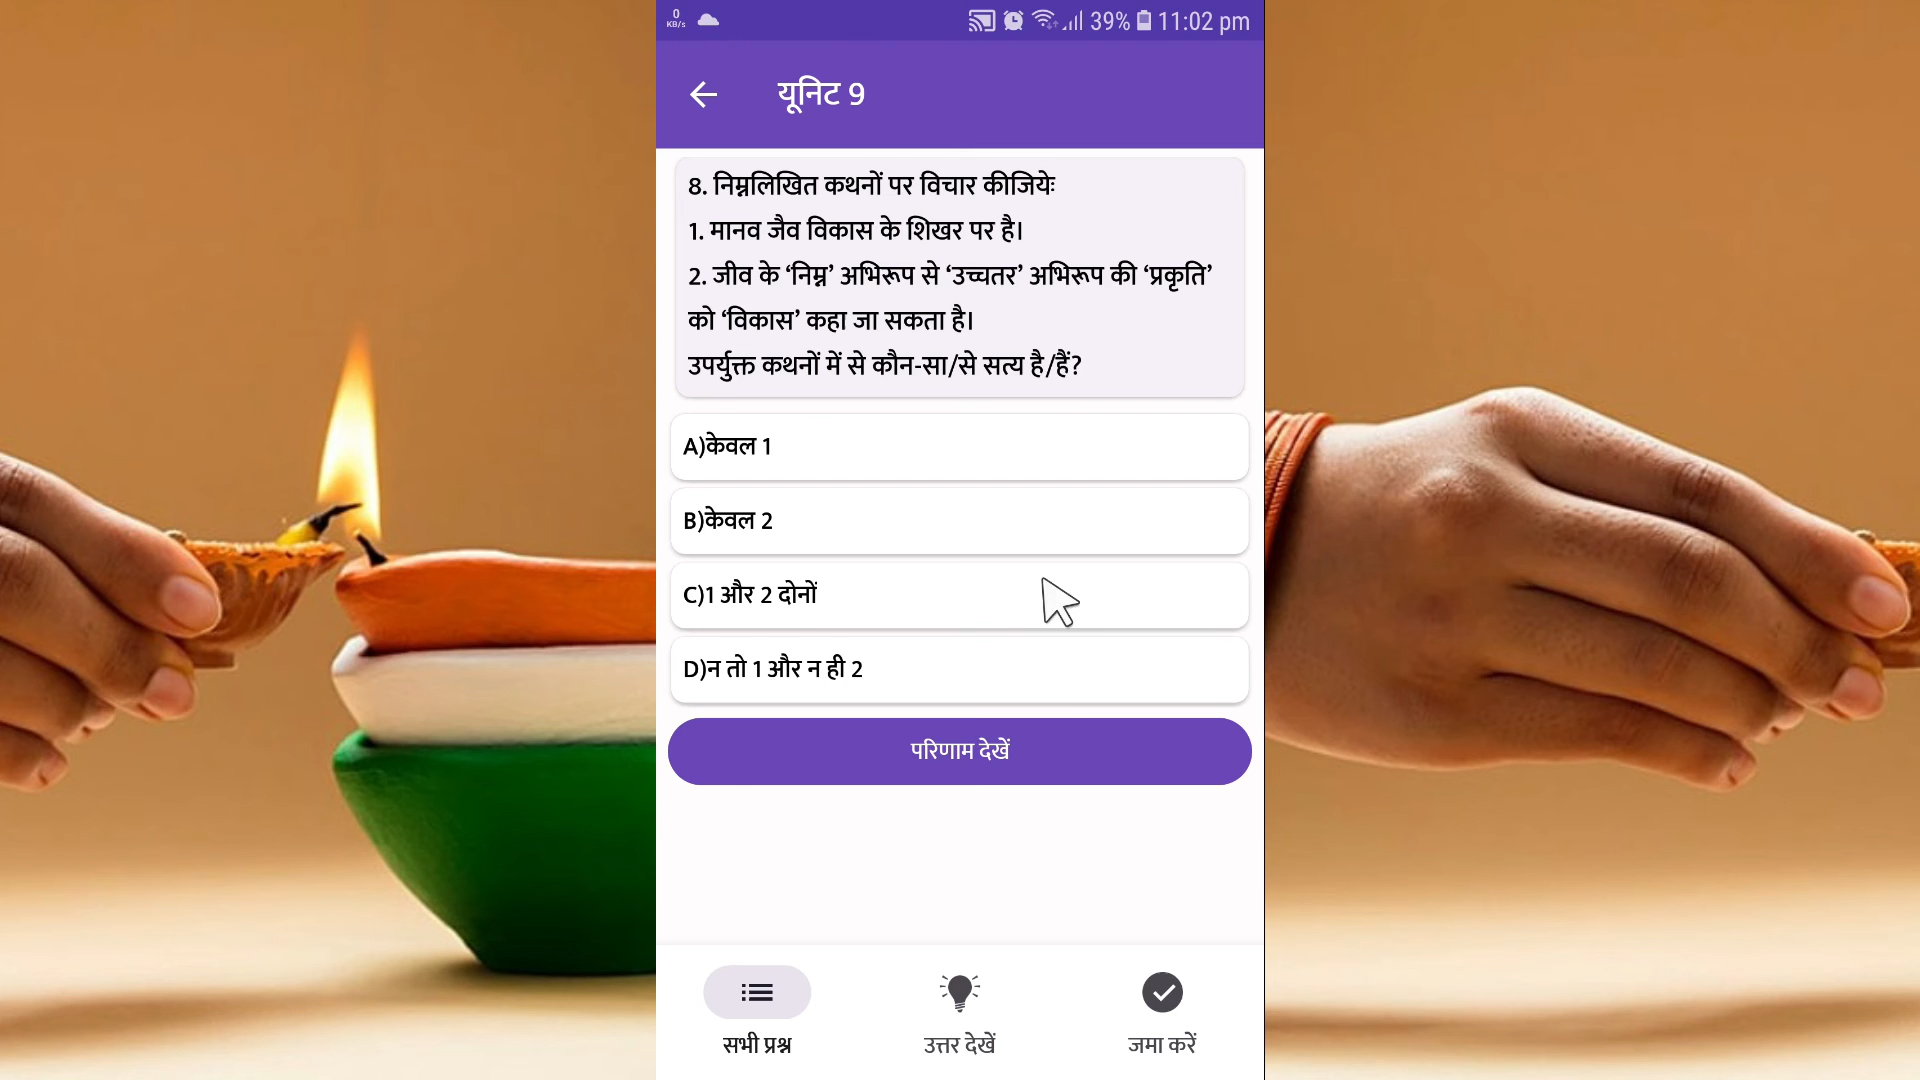 0
KB/s
39% 11:02 pm
यूनिट 9
8. निम्नलिखित कथनों पर विचार कीजियेः
1. मानव जैव विकास के शिखर पर है।
2. जीव के ‘निम्न’ अभिरूप से ‘उच्चतर’ अभिरूप की ‘प्रकृति’
को ‘विकास’ कहा जा सकता है।
उपर्युक्त कथनों में से कौन-सा/से सत्य है/हैं?
A)केवल 1
B)केवल 2
C)1 और 2 दोनों
D)न तो 1 और न ही 2
परिणाम देखें
सभी प्रश्न
उत्तर देखें
जमा करें